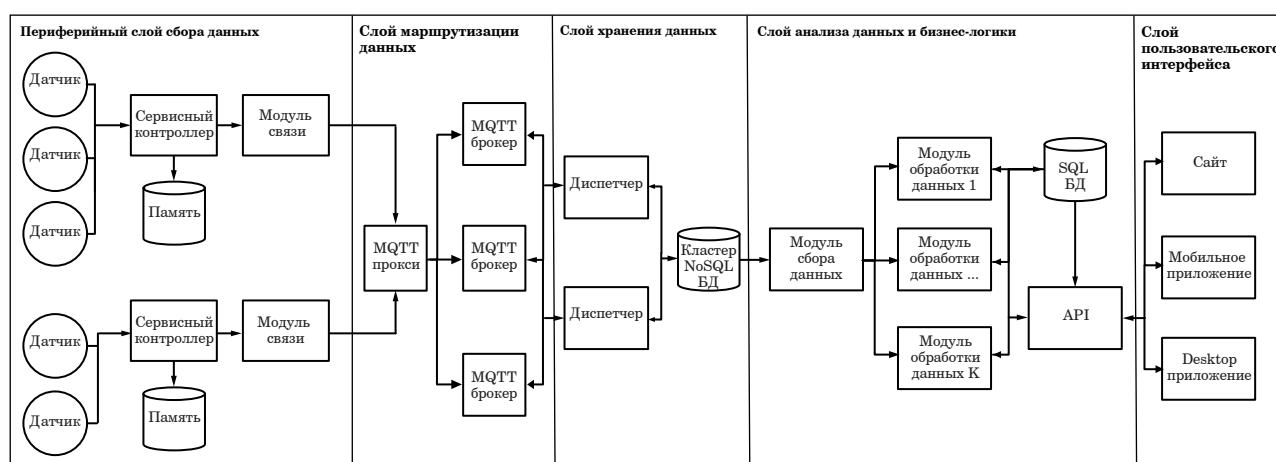 Периферийный слой сбора данных
Датчик
Датчик
Датчик
Сервисный
контроллер
Модуль
связи
Память
Датчик
Датчик
Сервисный
контроллер
Модуль
связи
Память
Слой маршрутизации
данных
MQTT
прокси
MQTT
брокер
MQTT
брокер
MQTT
брокер
Слой хранения данных
Диспетчер
Диспетчер
Кластер
NoSQL
БД
Слой анализа данных и бизнес-логики
Модуль
сбора
данных
Модуль
обработки
данных 1
Модуль
обработки
данных ...
Модуль
обработки
данных K
SQL
БД
API
Слой
пользовательского
интерфейса
Сайт
Мобильное
приложение
Desktop
приложение